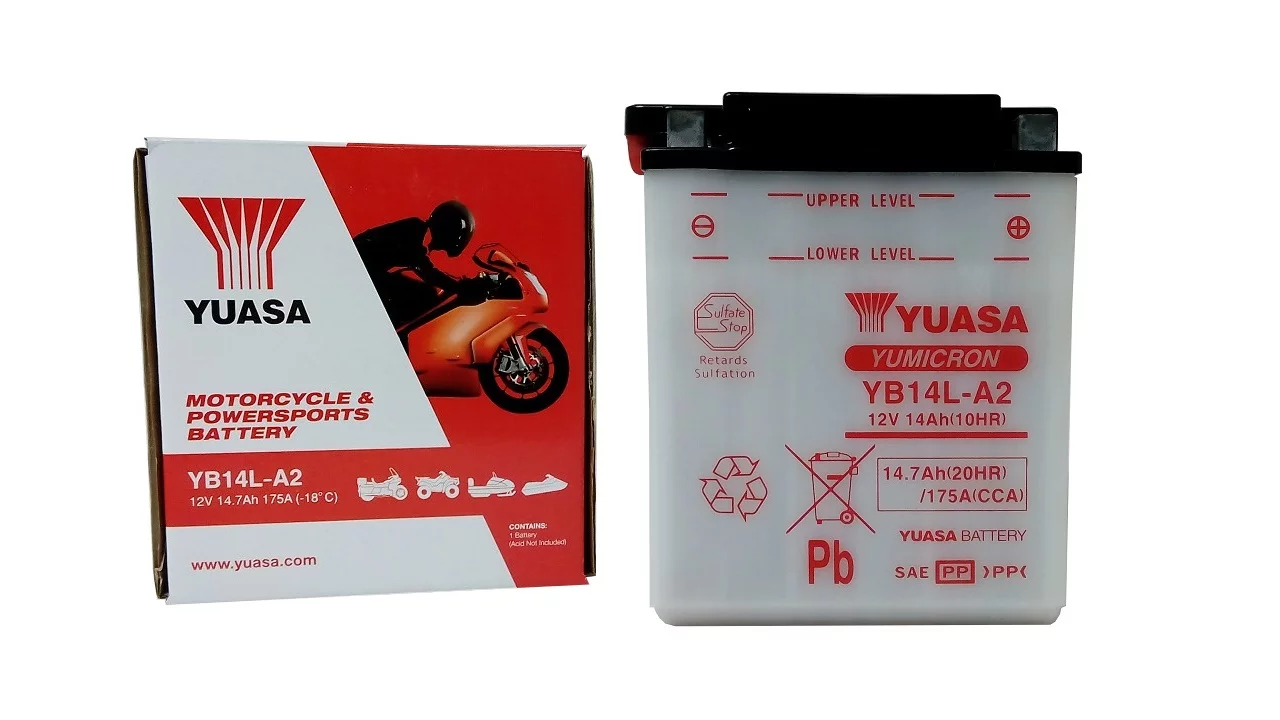 YUASA
MOTORCYCLE &
POWERSPORTS
BATTERY
YB14L-A2
12V 14.7Ah 175A (-18°C)
CONTAINS:
1 Battery
(Acid Not Included)
www.yuasa.com
UPPER LEVEL
⊖ ⊕
LOWER LEVEL
Sulfate
Stop
Retards
Sulfation
YUASA
YUMICRON
YB14L-A2
12V 14Ah(10HR)
14.7Ah(20HR)
/175A(CCA)
Pb
YUASA BATTERY
SAE PP >PP<